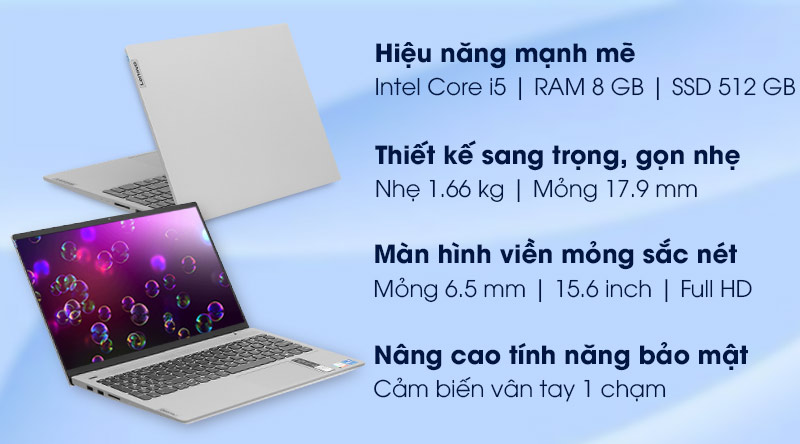 Lenovo
Hiệu năng mạnh mẽ
Intel Core i5 | RAM 8 GB | SSD 512 GB
Thiết kế sang trọng, gọn nhẹ
Nhẹ 1.66 kg | Mỏng 17.9 mm
Màn hình viền mỏng sắc nét
Mỏng 6.5 mm | 15.6 inch | Full HD
Nâng cao tính năng bảo mật
Cảm biến vân tay 1 chạm